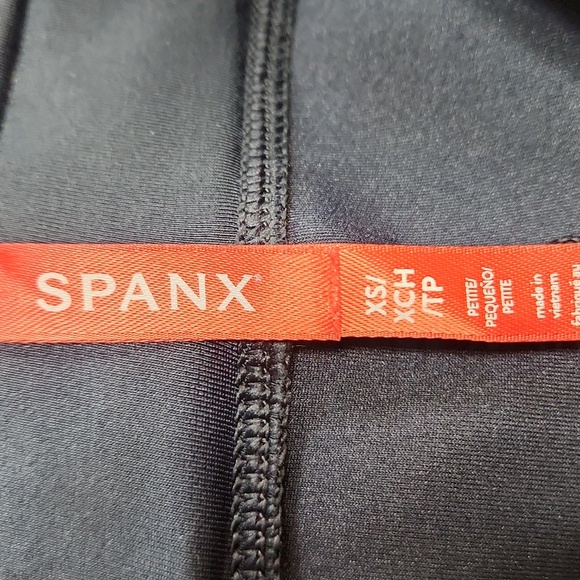 SPANX®
XS/
XCH
/TP
PETITE/
PEQUEÑO/
PETITE
made in
vietnam